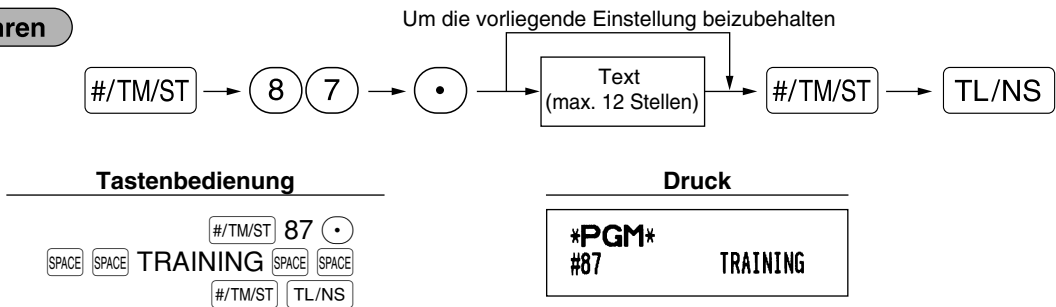 Um die vorliegende Einstellung beizubehalten
#/TM/ST 8 7 • Text #/TM/ST TL/NS
(max. 12 Stellen)
Tastenbedienung
#/TM/ST 87 •
SPACE SPACE TRAINING SPACE SPACE
#/TM/ST TL/NS
Druck
*PGM*
#87 TRAINING